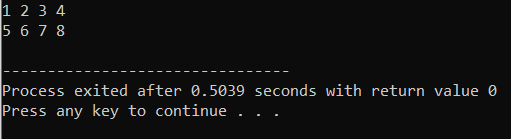 1 2 3 4
5 6 7 8
--------------------------------
Process exited after 0.5039 seconds with return value 0
Press any key to continue . . .